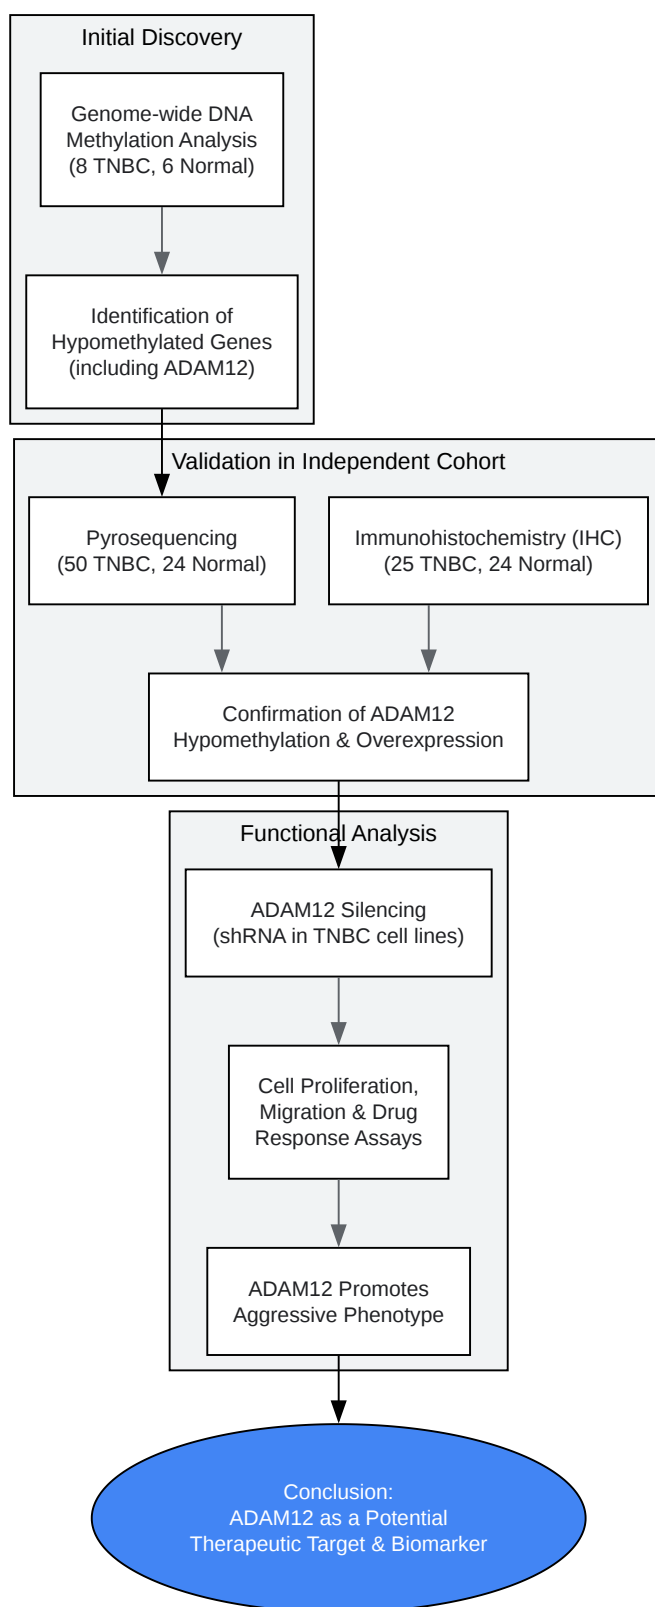 Initial Discovery
Genome-wide DNA
Methylation Analysis
(8 TNBC, 6 Normal)
Identification of
Hypomethylated Genes
(including ADAM12)
Validation in Independent Cohort
Pyrosequencing
(50 TNBC, 24 Normal)
Immunohistochemistry (IHC)
(25 TNBC, 24 Normal)
Confirmation of ADAM12
Hypomethylation & Overexpression
Functional Analysis
ADAM12 Silencing
(shRNA in TNBC cell lines)
Cell Proliferation,
Migration & Drug
Response Assays
ADAM12 Promotes
Aggressive Phenotype
Conclusion:
ADAM12 as a Potential
Therapeutic Target & Biomarker